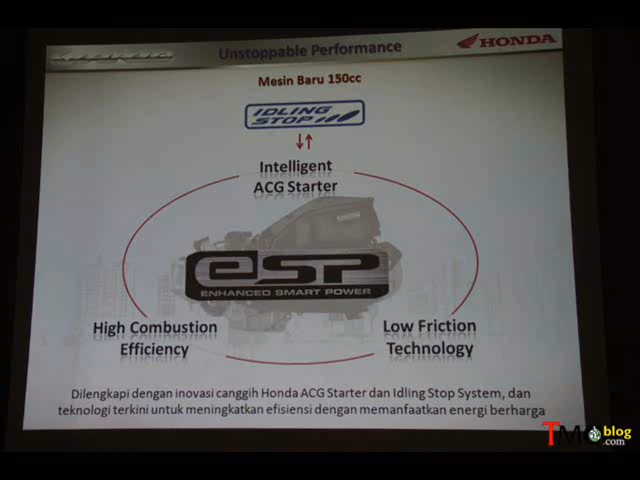 Unstoppable Performance
HONDA
Mesin Baru 150cc
IDLING
STOP
Intelligent
ACG Starter
eSP
ENHANCED SMART POWER
High Combustion
Efficiency
Low Friction
Technology
Dilengkapi dengan inovasi canggih Honda ACG Starter dan Idling Stop System, dan
teknologi terkini untuk meningkatkan efisiensi dengan memanfaatkan energi berharga
TMCblog
.com